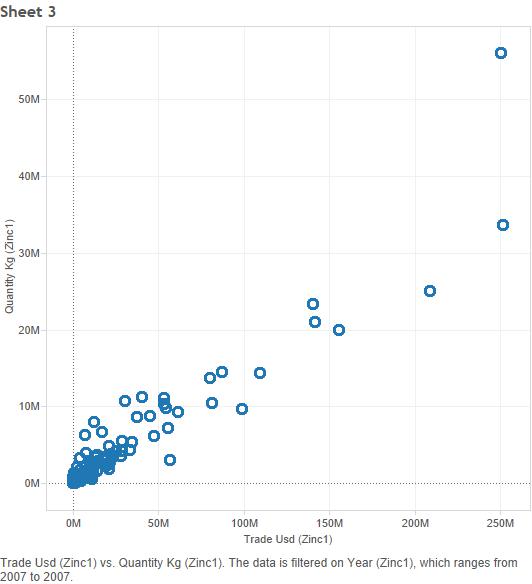 Sheet 3
50M
40M
30M
20M
10M
0M
Quantity Kg (Zinc1)
0M 50M 100M 150M 200M 250M
Trade Usd (Zinc1)
Trade Usd (Zinc1) vs. Quantity Kg (Zinc1). The data is filtered on Year (Zinc1), which ranges from
2007 to 2007.